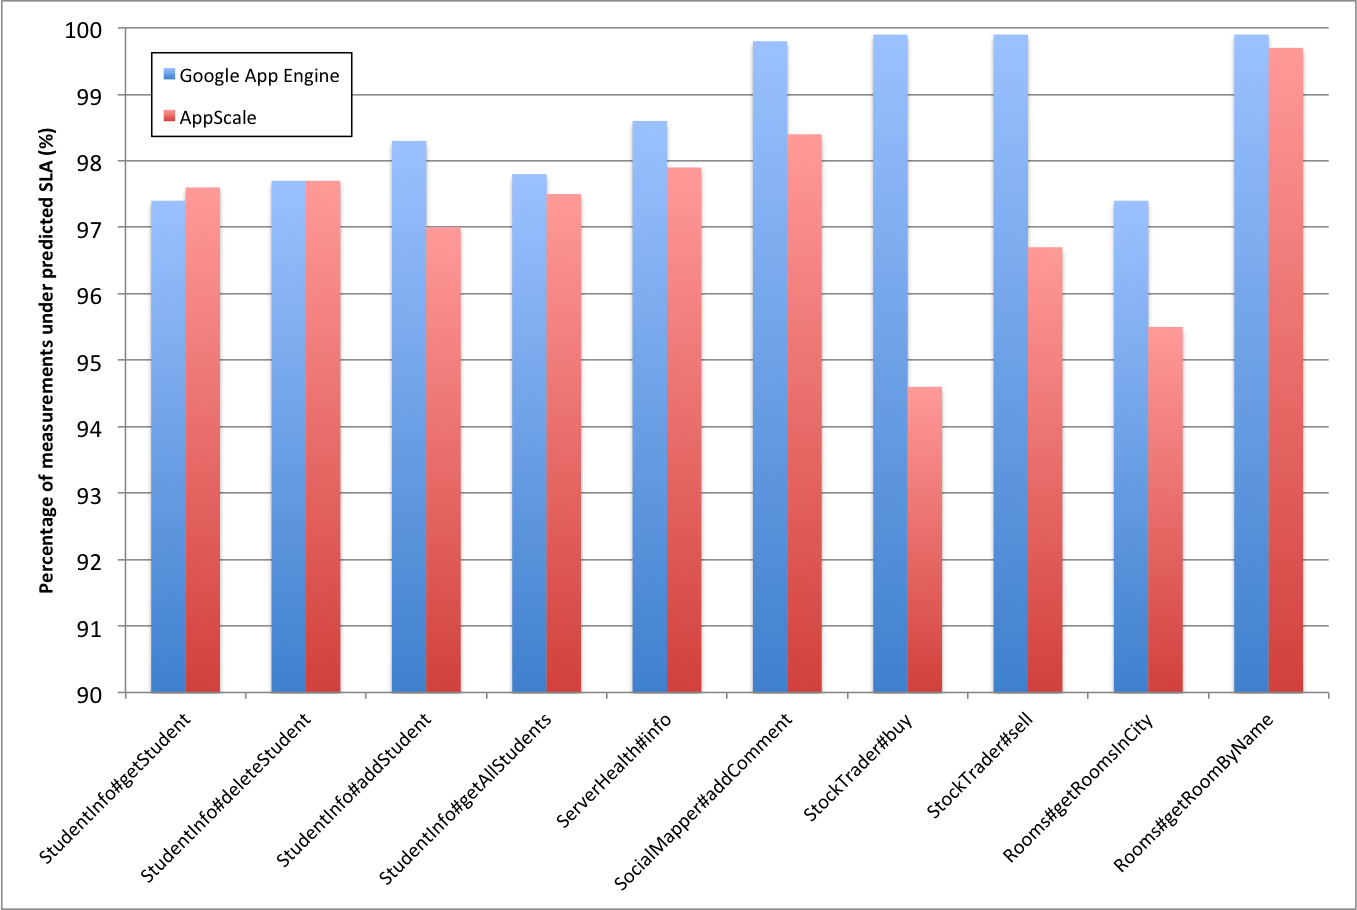 Percentage of measurements under predicted SLA (%)
100
99
98
97
96
95
94
93
92
91
90
Google App Engine
AppScale
StudentInfo#getStudent
StudentInfo#deleteStudent
StudentInfo#addStudent
StudentInfo#getAllStudents
ServerHealth#info
SocialMapper#addComment
StockTrader#buy
StockTrader#sell
Rooms#getRoomsInCity
Rooms#getRoomByName